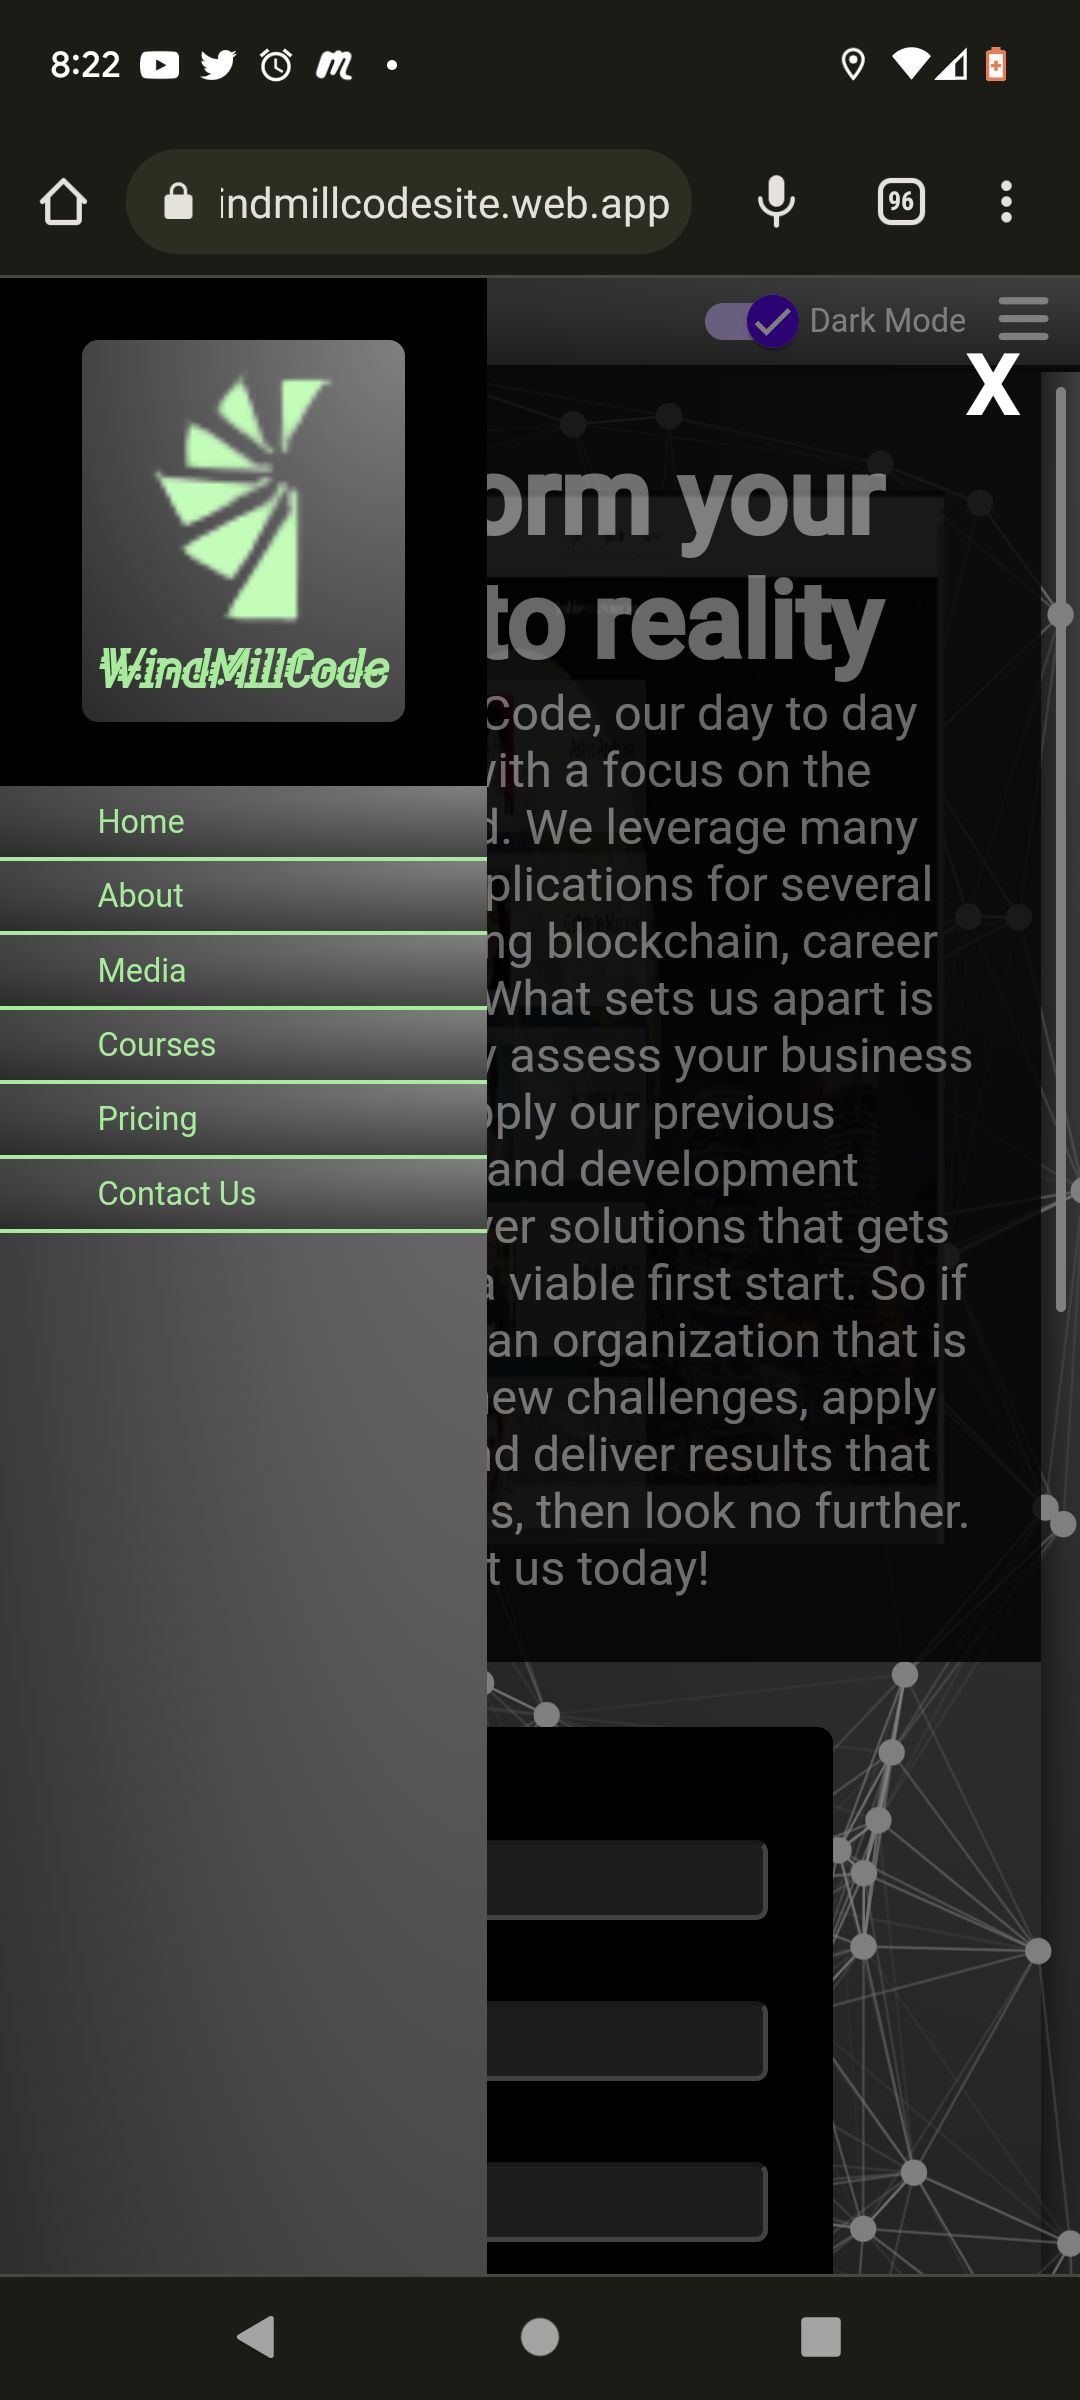 8:22
indmillcodesite.web.app
96
Dark Mode
X
WindMillCode
Home
About
Media
Courses
Pricing
Contact Us
orm your
to reality
Code, our day to day
ith a focus on the
d. We leverage many
plications for several
ng blockchain, career
What sets us apart is
y assess your business
pply our previous
and development
ver solutions that gets
a viable first start. So if
an organization that is
new challenges, apply
nd deliver results that
s, then look no further.
t us today!